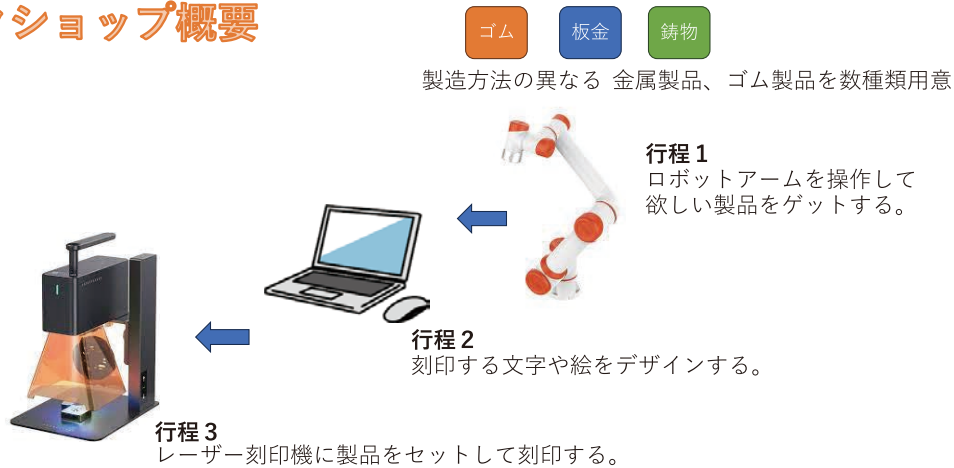 ショップ概要
ゴム 板金 鋳物
製造方法の異なる 金属製品、ゴム製品を数種類用意
行程1
ロボットアームを操作して
欲しい製品をゲットする。
行程2
刻印する文字や絵をデザインする。
行程3
レーザー刻印機に製品をセットして刻印する。